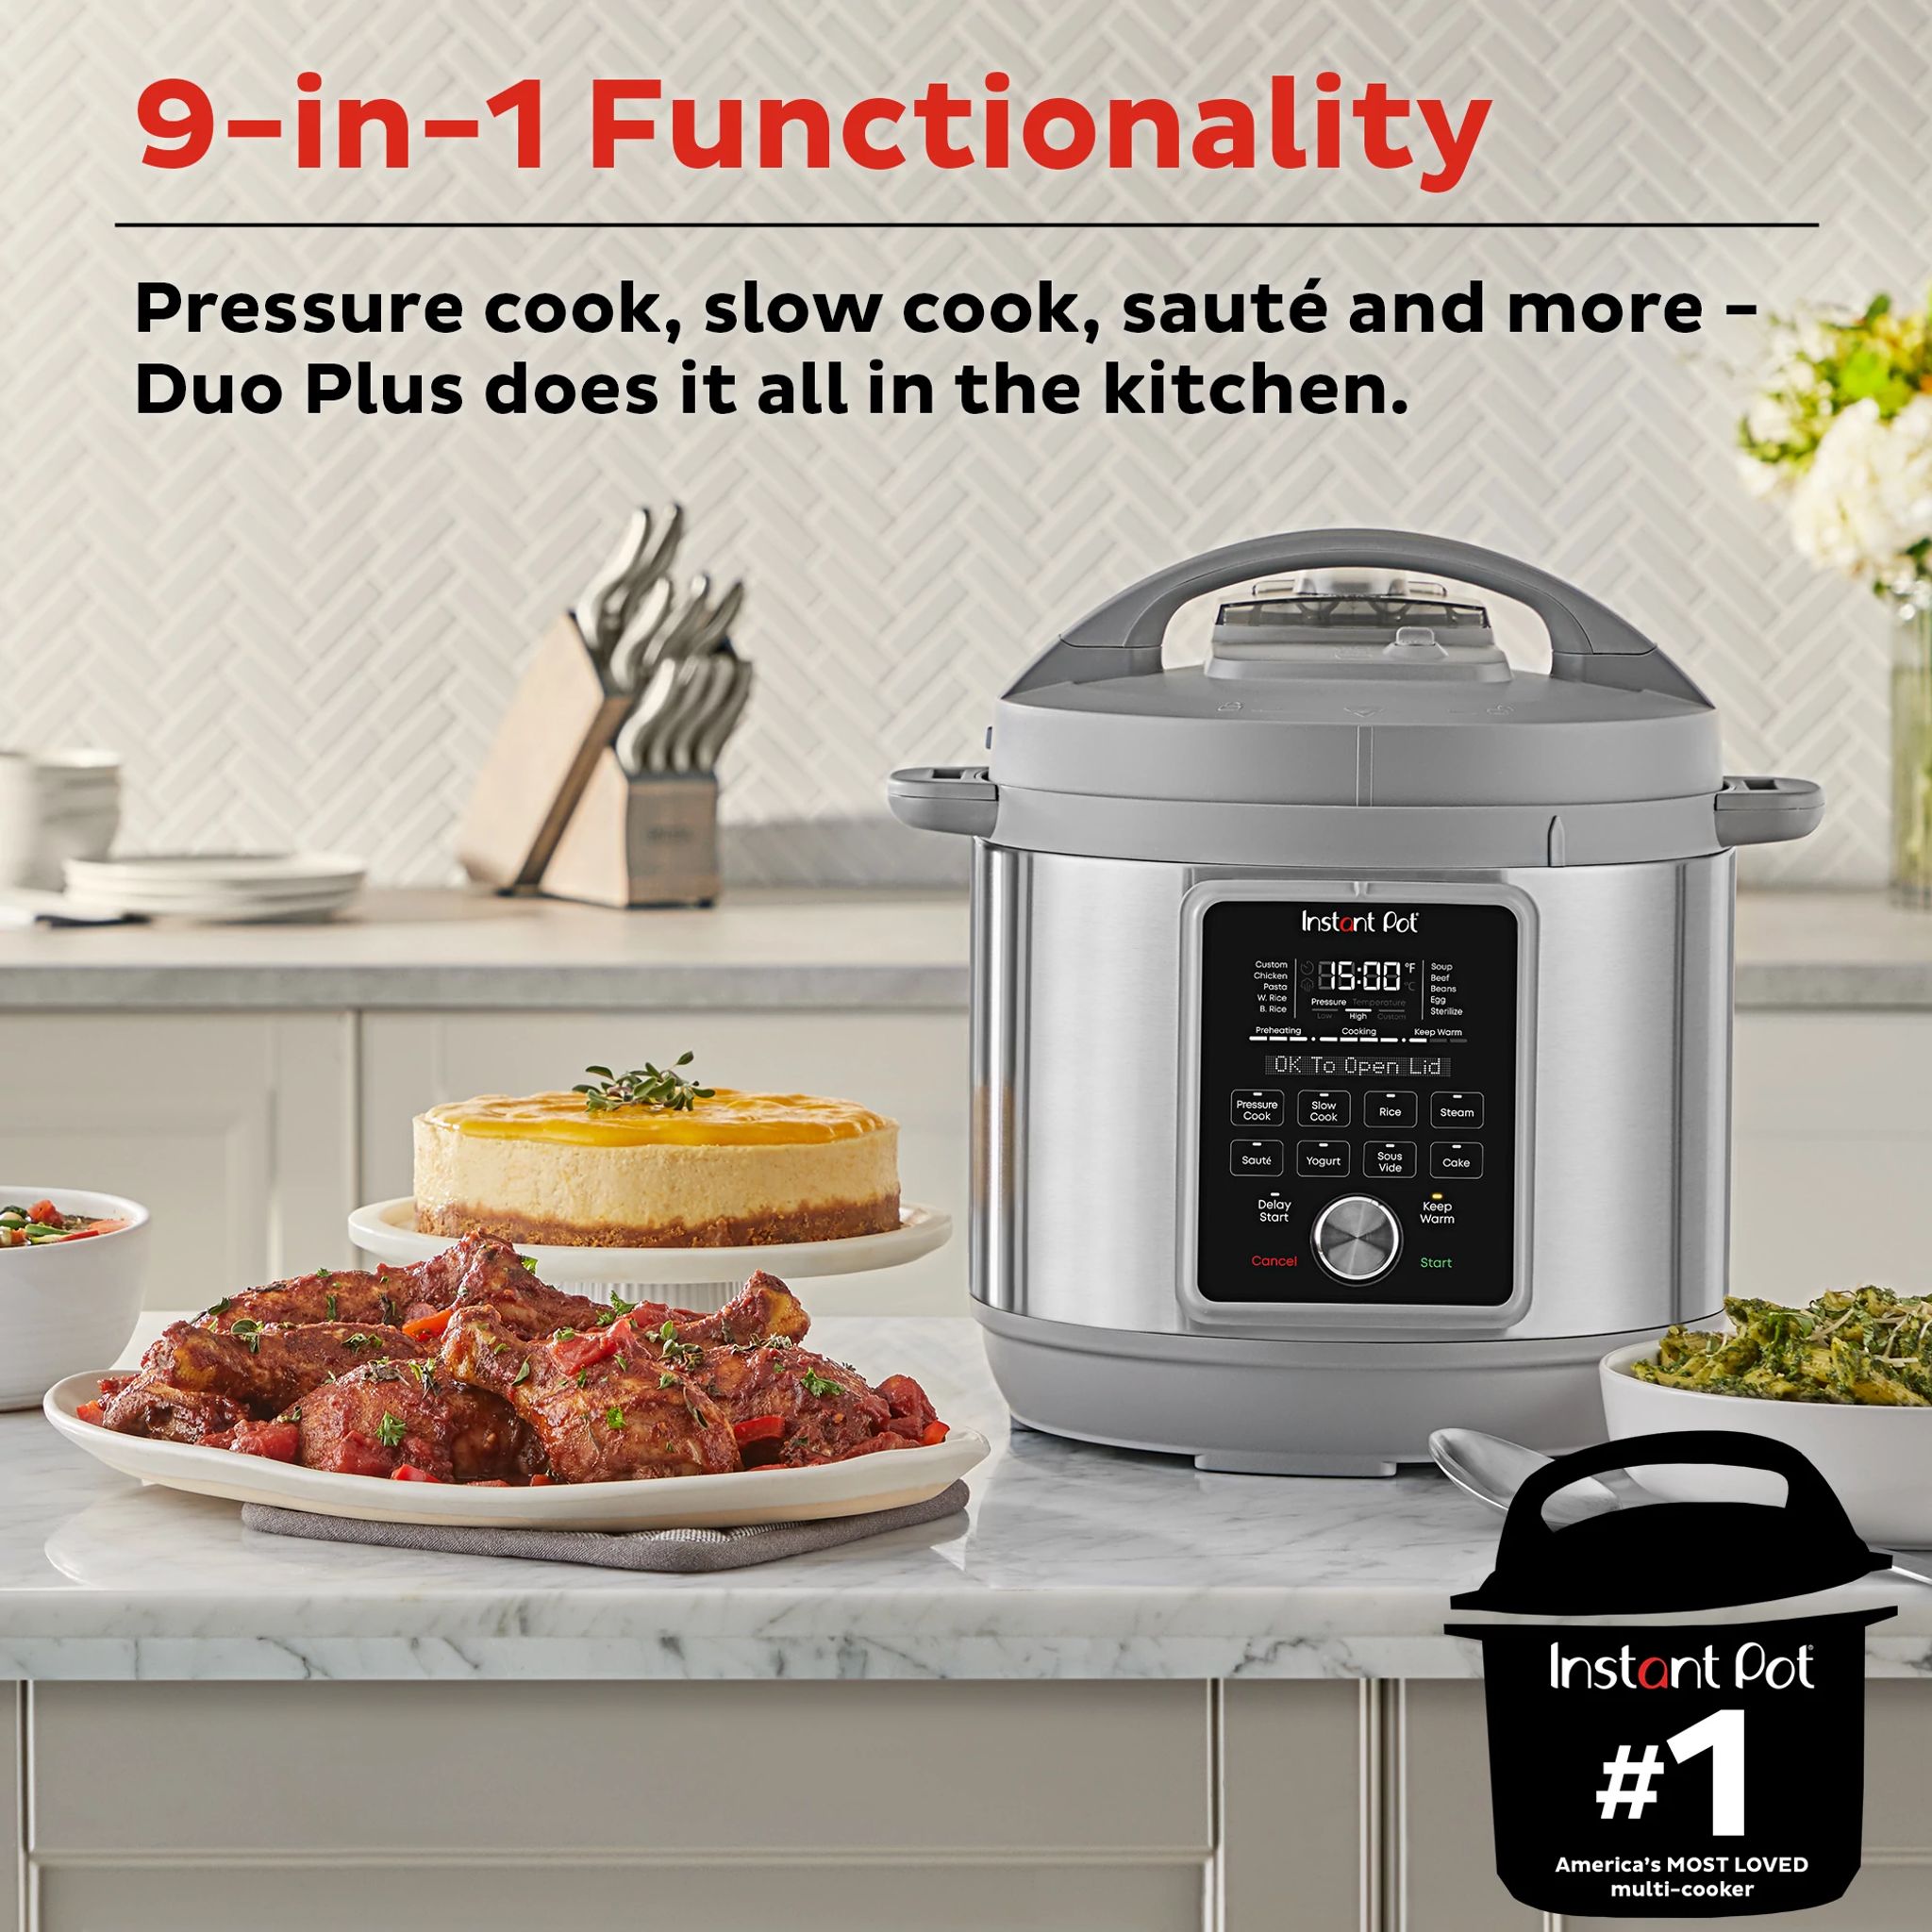 9-in-1 Functionality
Pressure cook, slow cook, sauté and more –
Duo Plus does it all in the kitchen.
Instant Pot
Custom
Chicken
Pasta
W. Rice
B. Rice
15:00 °F
°C
Pressure Temperature
Low High Custom
Soup
Beef
Beans
Egg
Sterilize
Preheating Cooking Keep Warm
OK To Open Lid
Pressure Cook
Slow Cook
Rice
Steam
Sauté
Yogurt
Sous Vide
Cake
Delay Start
Keep Warm
Cancel
Start
Instant Pot
#1
America's MOST LOVED
multi-cooker